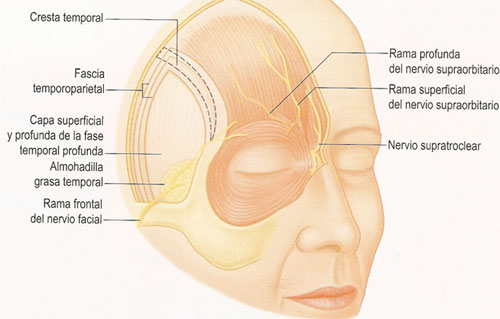 Cresta temporal
Fascia
temporoparietal
Capa superficial
y profunda de la fase
temporal profunda
Almohadilla
grasa temporal
Rama frontal
del nervio facial
Rama profunda
del nervio supraorbitario
Rama superficial
del nervio supraorbitario
Nervio supratroclear